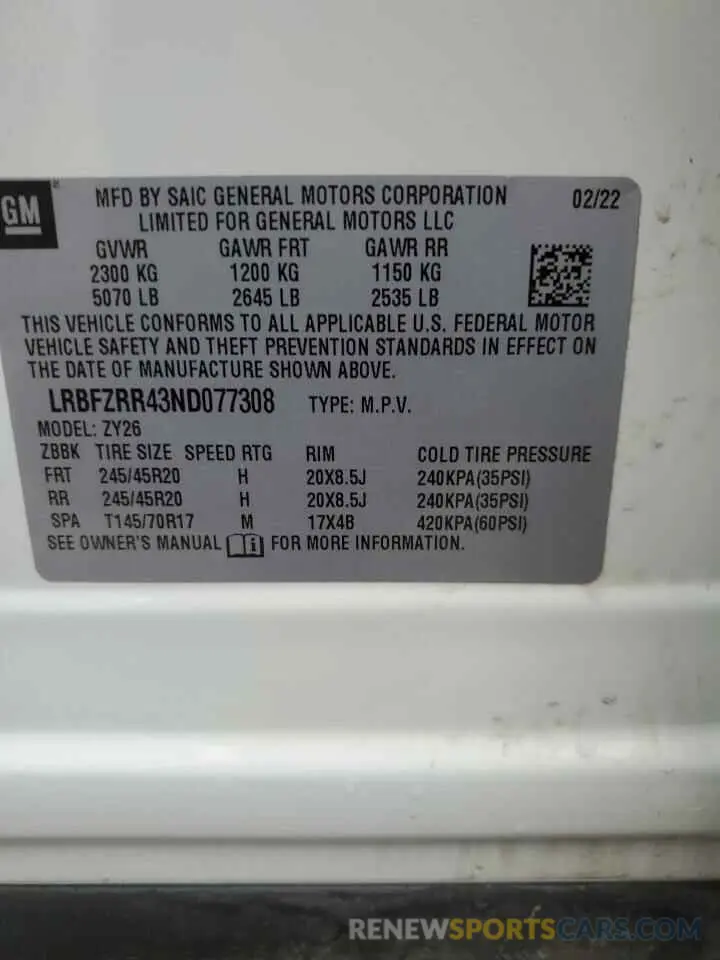 GM
MFD BY SAIC GENERAL MOTORS CORPORATION 02/22
LIMITED FOR GENERAL MOTORS LLC
GVWR GAWR FRT GAWR RR
2300 KG 1200 KG 1150 KG
5070 LB 2645 LB 2535 LB
THIS VEHICLE CONFORMS TO ALL APPLICABLE U.S. FEDERAL MOTOR
VEHICLE SAFETY AND THEFT PREVENTION STANDARDS IN EFFECT ON
THE DATE OF MANUFACTURE SHOWN ABOVE.
LRBFZRR43ND077308 TYPE: M.P.V.
MODEL: ZY26
ZBBK TIRE SIZE SPEED RTG RIM COLD TIRE PRESSURE
FRT 245/45R20 H 20X8.5J 240KPA(35PSI)
RR 245/45R20 H 20X8.5J 240KPA(35PSI)
SPA T145/70R17 M 17X4B 420KPA(60PSI)
SEE OWNER'S MANUAL i FOR MORE INFORMATION.
RENEWSPORTSCARS.COM